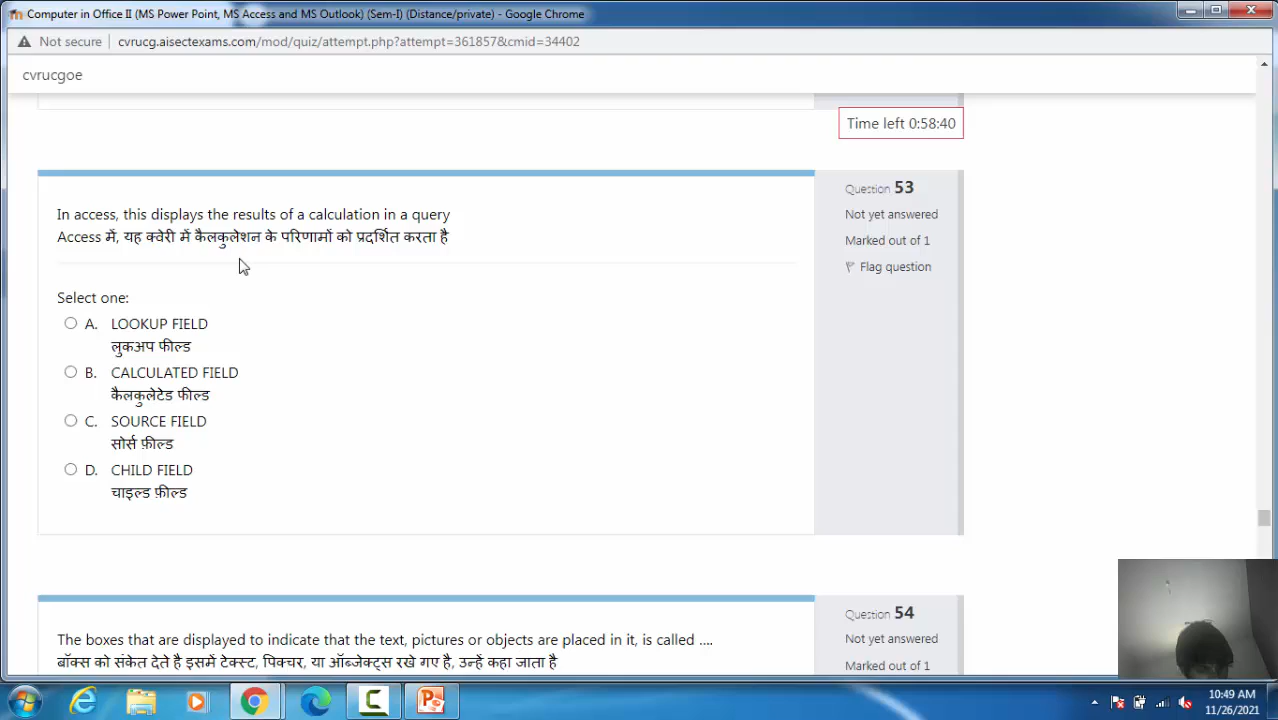 Computer in Office II (MS Power Point, MS Access and MS Outlook) (Sem-I) (Distance/private) - Google Chrome
Not secure | cvrucg.aisectexams.com/mod/quiz/attempt.php?attempt=361857&cmid=34402
cvrucgoe
Time left 0:58:40
Question 53
Not yet answered
Marked out of 1
Flag question
In access, this displays the results of a calculation in a query
Access में, यह क्वेरी में कैलकुलेशन के परिणामों को प्रदर्शित करता है
Select one:
A. LOOKUP FIELD
लुकअप फील्ड
B. CALCULATED FIELD
कैलकुलेटेड फील्ड
C. SOURCE FIELD
सोर्स फ़ील्ड
D. CHILD FIELD
चाइल्ड फ़ील्ड
Question 54
Not yet answered
Marked out of 1
The boxes that are displayed to indicate that the text, pictures or objects are placed in it, is called ....
बॉक्स को संकेत देते है इसमें टेक्स्ट, पिक्चर, या ऑब्जेक्ट्स रखे गए है, उन्हें कहा जाता है
10:49 AM
11/26/2021